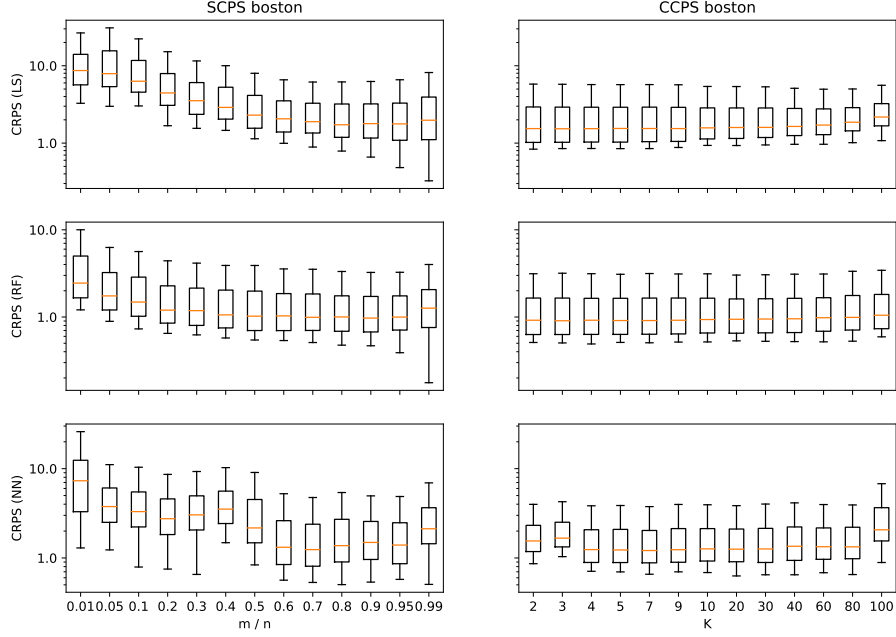 SCPS boston
CCPS boston
CRPS (LS)
10.0
1.0
CRPS (RF)
10.0
1.0
CRPS (NN)
10.0
1.0
0.01 0.05 0.1 0.2 0.3 0.4 0.5 0.6 0.7 0.8 0.9 0.95 0.99
m / n
2 3 4 5 7 9 10 20 30 40 60 80 100
K